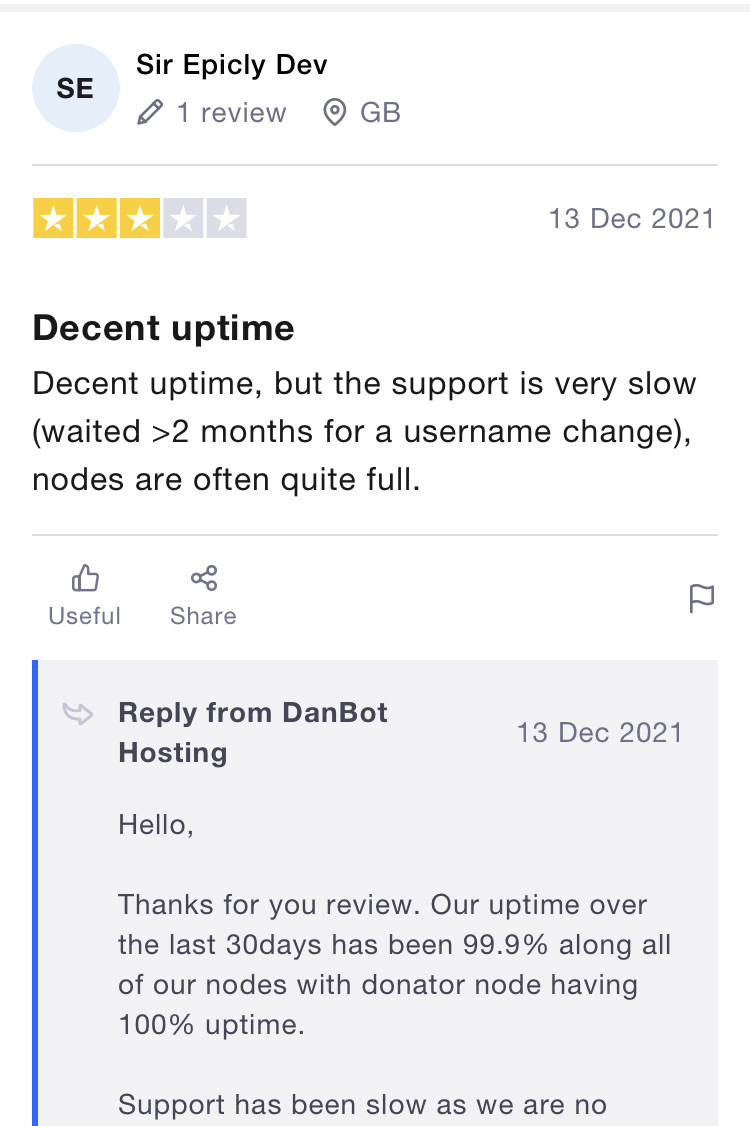 SE
Sir Epicly Dev
1 review GB
13 Dec 2021
Decent uptime
Decent uptime, but the support is very slow
(waited >2 months for a username change),
nodes are often quite full.
Useful Share
Reply from DanBot
Hosting
13 Dec 2021
Hello,
Thanks for you review. Our uptime over
the last 30days has been 99.9% along all
of our nodes with donator node having
100% uptime.
Support has been slow as we are no